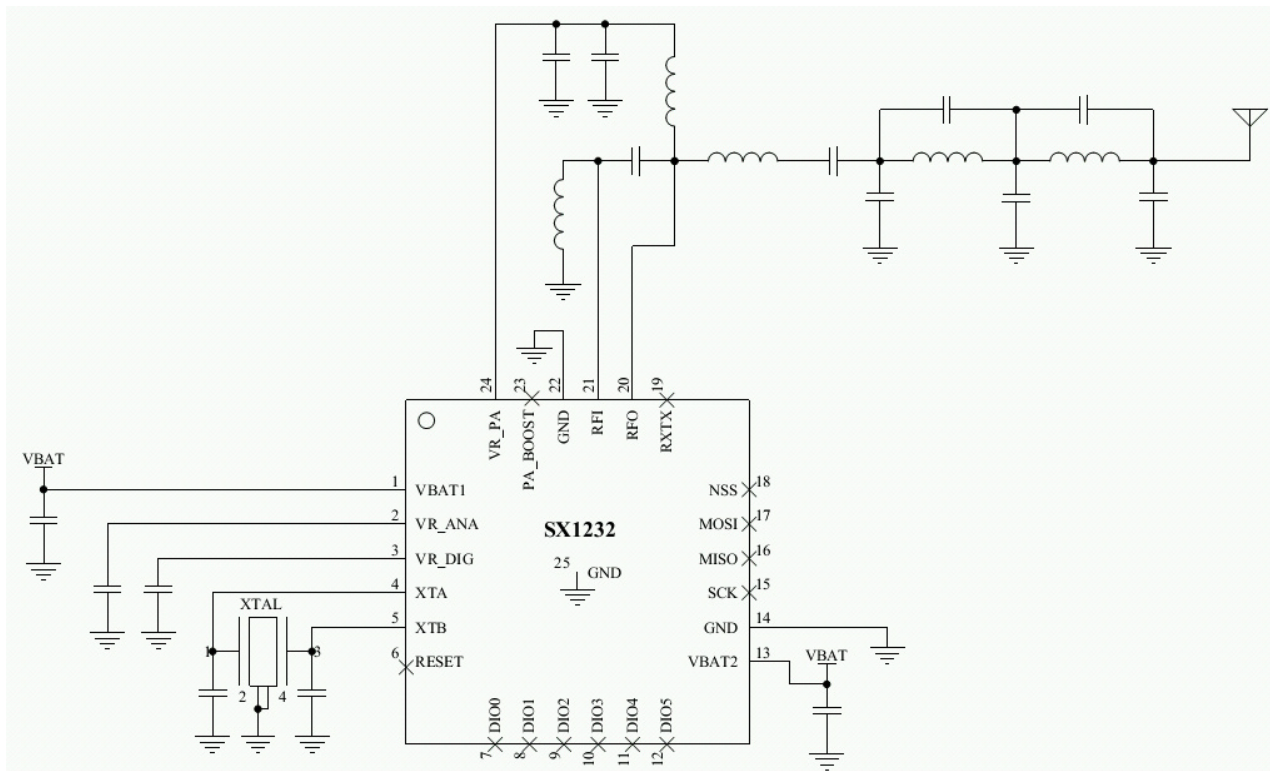 24
23
22
21
20
19
VR_PA
PA_BOOST
GND
RFI
RFO
RXTX
VBAT
1
VBAT1
NSS
18
2
VR_ANA
MOSI
17
SX1232
3
VR_DIG
25
GND
MISO
16
4
XTA
SCK
15
XTAL
5
XTB
GND
14
1
3
6
RESET
VBAT2
13
VBAT
2
4
DIO0
DIO1
DIO2
DIO3
DIO4
DIO5
7
8
9
10
11
12